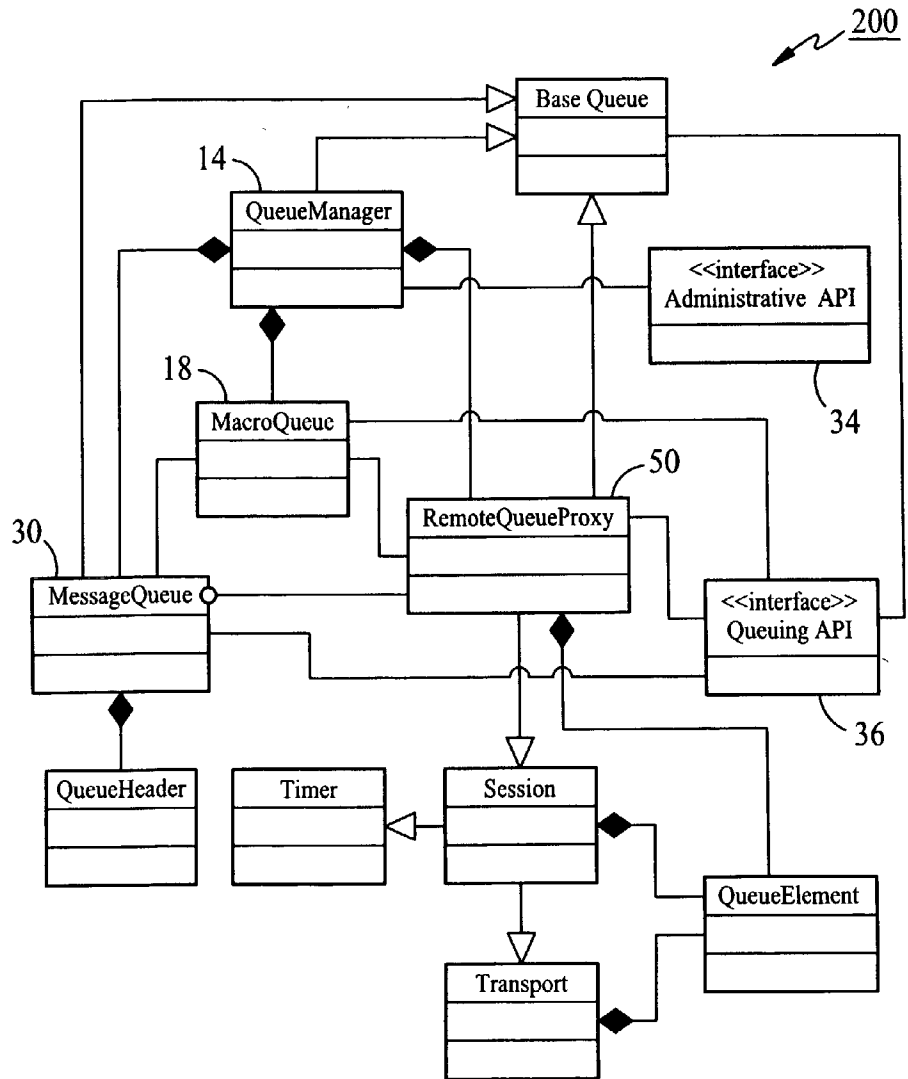 200
Base Queue
14
QueueManager
<<interface>>
Administrative API
34
18
MacroQueue
50
RemoteQueueProxy
30
MessageQueue
<<interface>>
Queuing API
36
QueueHeader
Timer
Session
QueueElement
Transport